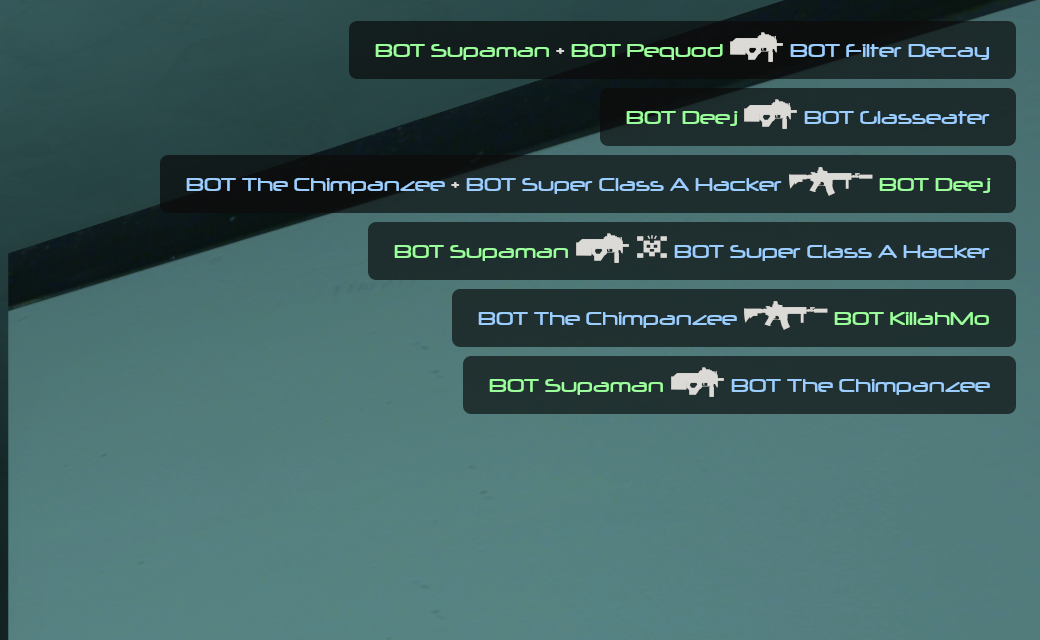 BOT Supaman + BOT Pequod BOT Filter Decay
BOT Deej BOT Glasseater
BOT The Chimpanzee + BOT Super Class A Hacker BOT Deej
BOT Supaman BOT Super Class A Hacker
BOT The Chimpanzee BOT KillahMo
BOT Supaman BOT The Chimpanzee